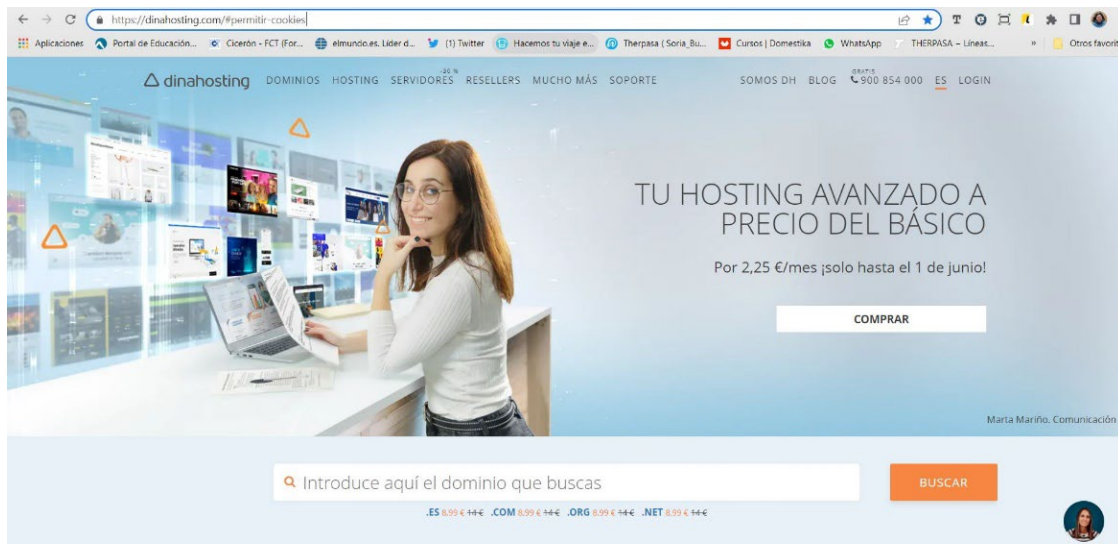 https://dinahosting.com/#permitir-cookies
Aplicaciones Portal de Educación... Cicerón - FCT (For... elmundo.es. Líder d... (1) Twitter Hacemos tu viaje e... Therpasa ( Soria_Bu... Cursos | Domestika WhatsApp THERPASA – Líneas... » Otros favorit
dinahosting DOMINIOS HOSTING SERVIDORES -30 % RESELLERS MUCHO MÁS SOPORTE SOMOS DH BLOG GRATIS 900 854 000 ES LOGIN
TU HOSTING AVANZADO A
PRECIO DEL BÁSICO
Por 2,25 €/mes ¡solo hasta el 1 de junio!
COMPRAR
Marta Mariño. Comunicación
Introduce aquí el dominio que buscas
BUSCAR
.ES 8,99 € 14 € .COM 8,99 € 14 € .ORG 8,99 € 14 € .NET 8,99 € 14 €